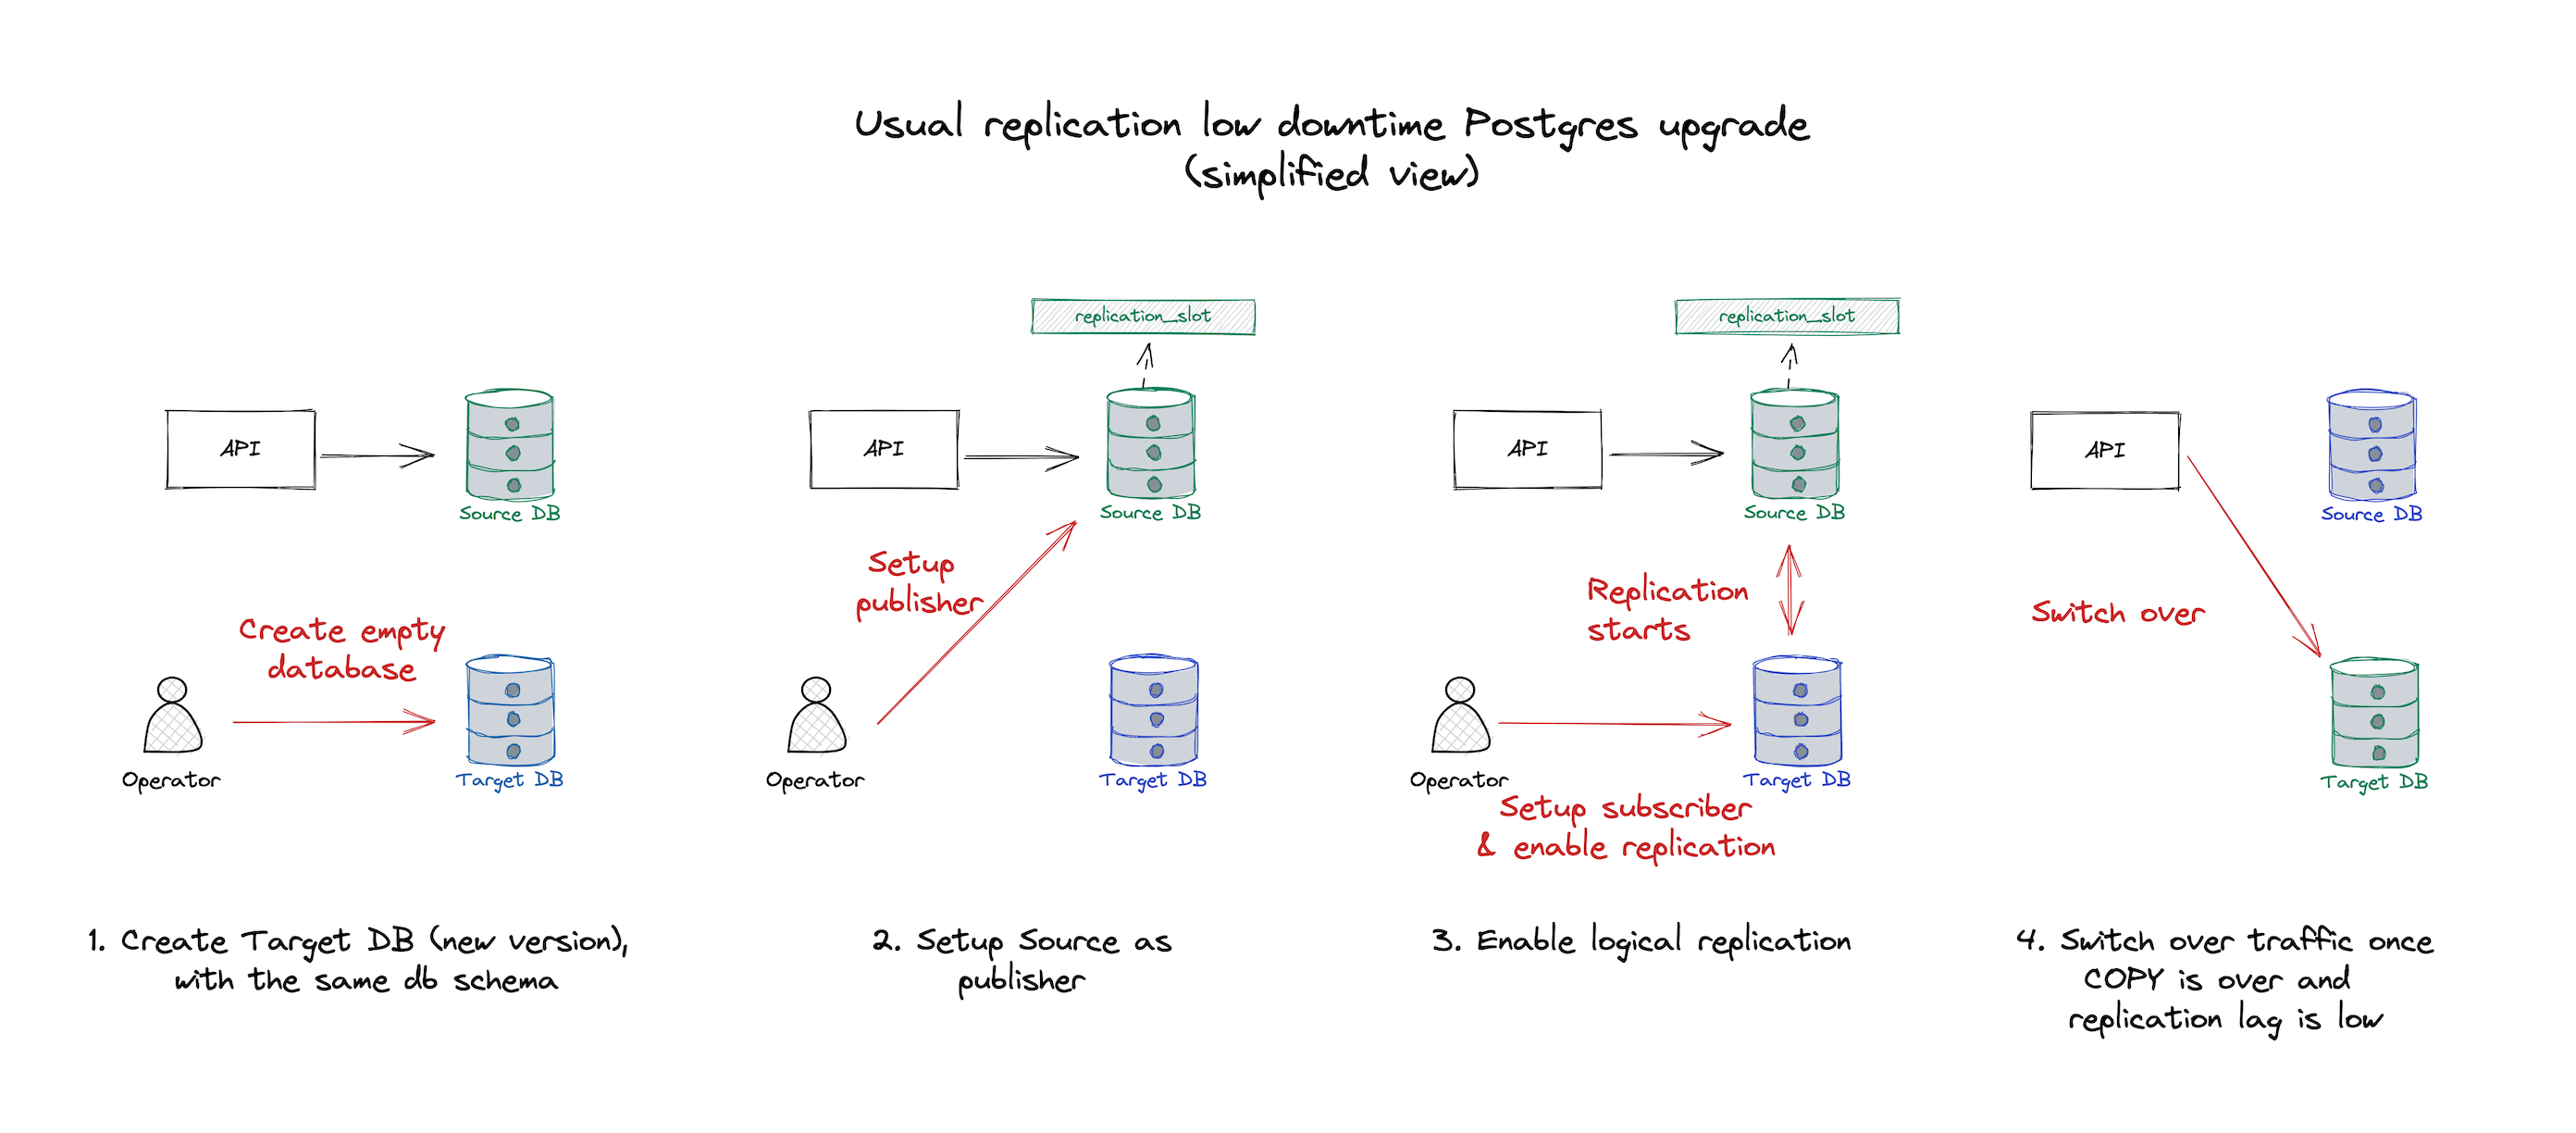 Usual replication low downtime Postgres upgrade
(simplified view)
API
Source DB
Create empty
database
Operator
Target DB
1. Create Target DB (new version),
with the same db schema
replication_slot
API
Source DB
Setup
publisher
Operator
Target DB
2. Setup Source as
publisher
replication_slot
API
Source DB
Replication
starts
Operator
Target DB
Setup subscriber
& enable replication
3. Enable logical replication
API
Source DB
Switch over
Target DB
4. Switch over traffic once
COPY is over and
replication lag is low